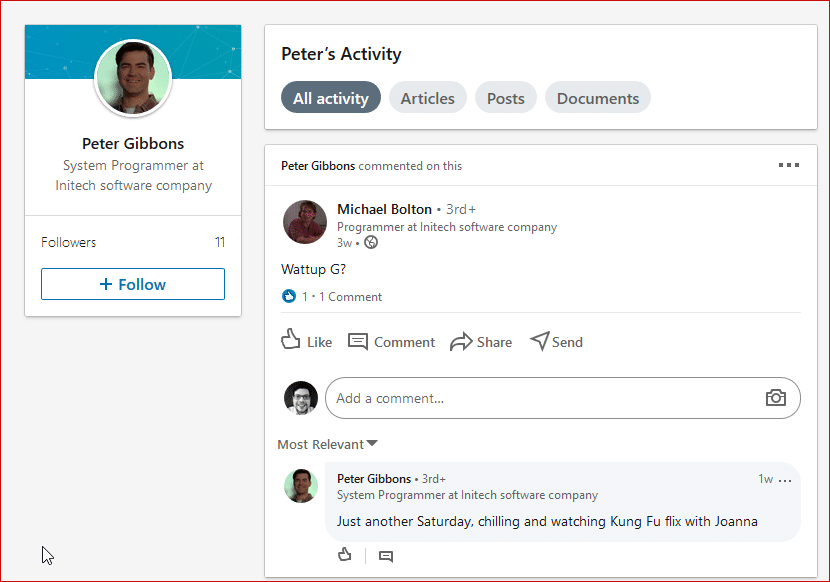 Peter Gibbons
System Programmer at
Initech software company
Followers 11
+ Follow
Peter’s Activity
All activity Articles Posts Documents
Peter Gibbons commented on this
Michael Bolton • 3rd+
Programmer at Initech software company
3w •
Wattup G?
1 · 1 Comment
Like Comment Share Send
Add a comment...
Most Relevant
Peter Gibbons • 3rd+ 1w ...
System Programmer at Initech software company
Just another Saturday, chilling and watching Kung Fu flix with Joanna